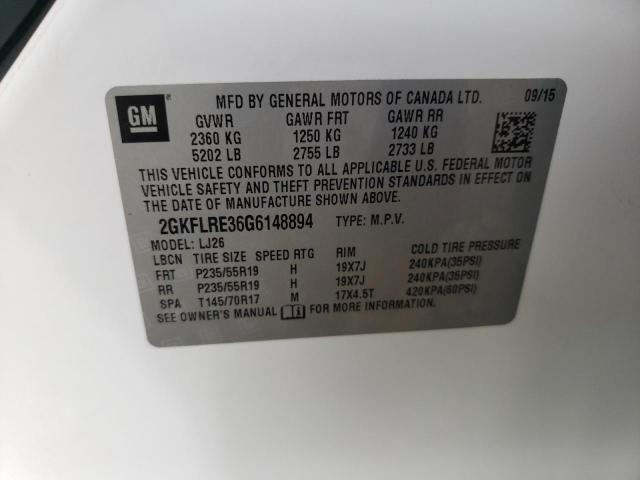 GM
MFD BY GENERAL MOTORS OF CANADA LTD. 09/15
GVWR GAWR FRT GAWR RR
2360 KG 1250 KG 1240 KG
5202 LB 2755 LB 2733 LB
THIS VEHICLE CONFORMS TO ALL APPLICABLE U.S. FEDERAL MOTOR
VEHICLE SAFETY AND THEFT PREVENTION STANDARDS IN EFFECT ON
THE DATE OF MANUFACTURE SHOWN ABOVE.
2GKFLRE36G6148894 TYPE: M.P.V.
MODEL: LJ26
LBCN TIRE SIZE SPEED RTG RIM COLD TIRE PRESSURE
FRT P235/55R19 H 19X7J 240KPA(35PSI)
RR P235/55R19 H 19X7J 240KPA(35PSI)
SPA T145/70R17 M 17X4.5T 420KPA(60PSI)
SEE OWNER'S MANUAL FOR MORE INFORMATION.